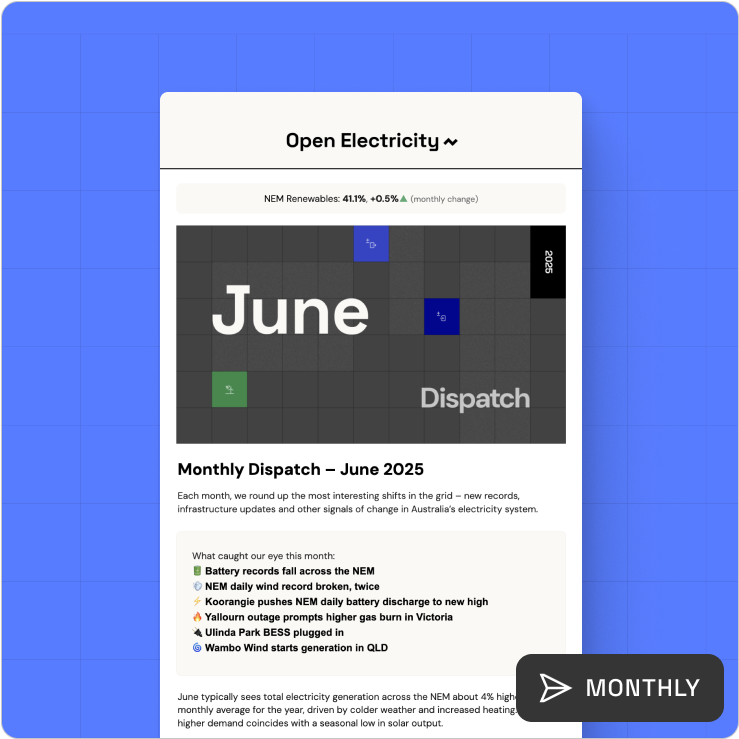 Open Electricity
NEM Renewables: 41.1%, +0.5%▲ (monthly change)
2025
June
Dispatch
Monthly Dispatch – June 2025
Each month, we round up the most interesting shifts in the grid – new records,
infrastructure updates and other signals of change in Australia's electricity system.
What caught our eye this month:
🔋 Battery records fall across the NEM
💨 NEM daily wind record broken, twice
⚡ Koorangie pushes NEM daily battery discharge to new high
🔥 Yallourn outage prompts higher gas burn in Victoria
🔌 Ulinda Park BESS plugged in
🌀 Wambo Wind starts generation in QLD
June typically sees total electricity generation across the NEM about 4%
monthly average for the year, driven by colder weather and increased heating
higher demand coincides with a seasonal low in solar output.
MONTHLY